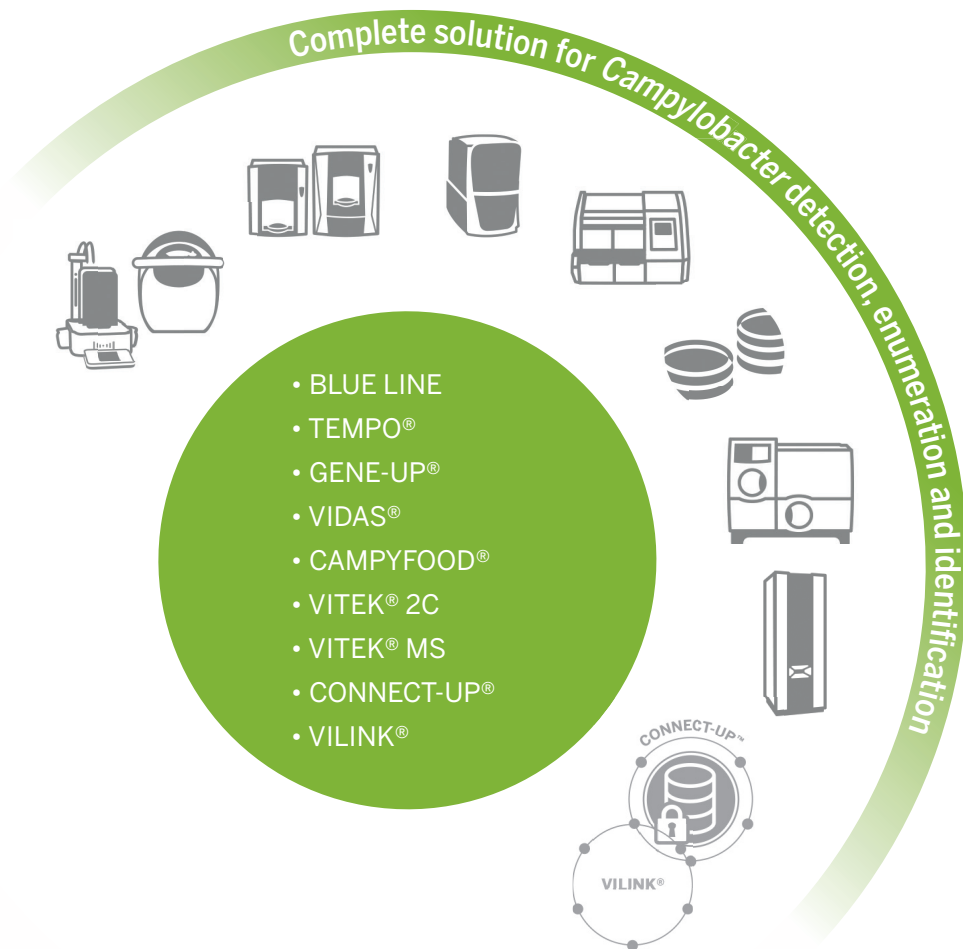 Complete solution for Campylobacter detection, enumeration and identification
• BLUE LINE
• TEMPO®
• GENE-UP®
• VIDAS®
• CAMPYFOOD®
• VITEK® 2C
• VITEK® MS
• CONNECT-UP®
• VILINK®
CONNECT-UP™
VILINK®